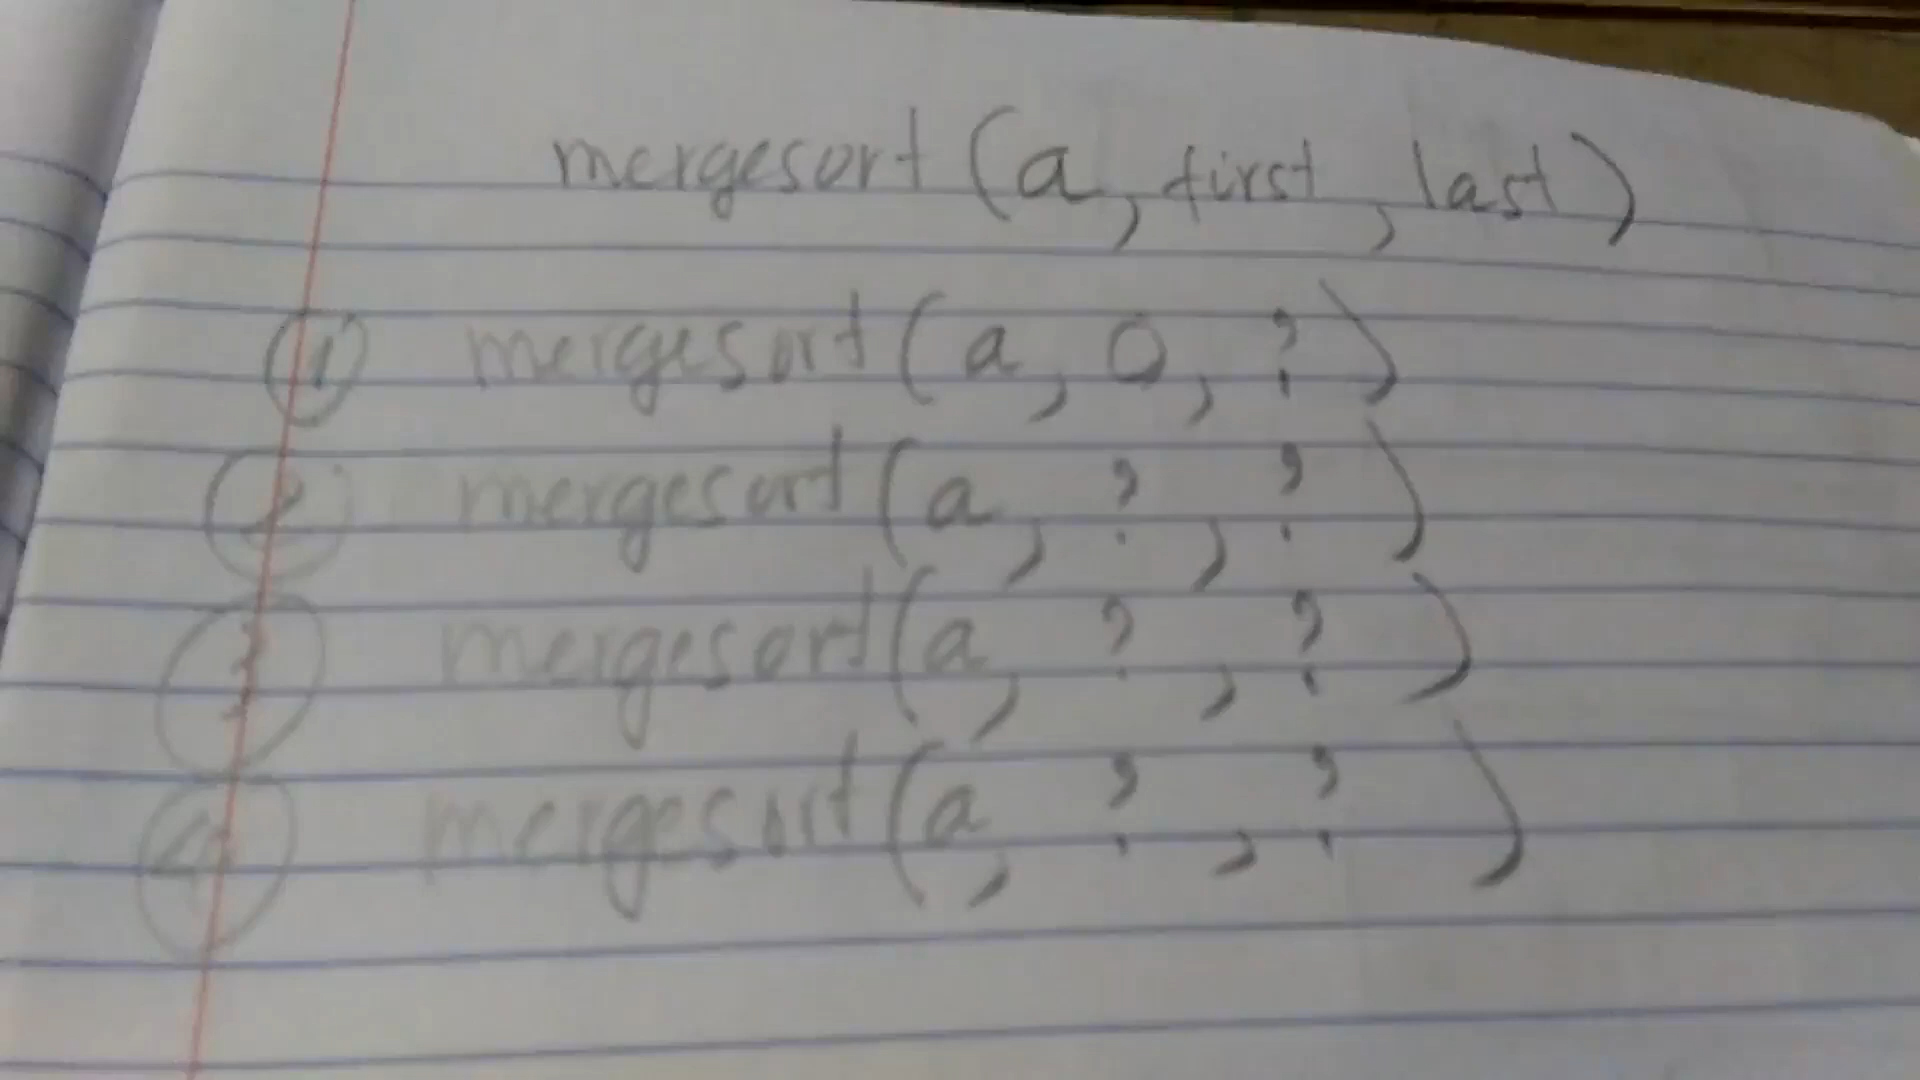 mergesort (a, first, last)
① mergesort (a, 0, ?)
② mergesort (a, ?, ?)
③ mergesort (a, ?, ?)
④ mergesort (a, ?, ?)